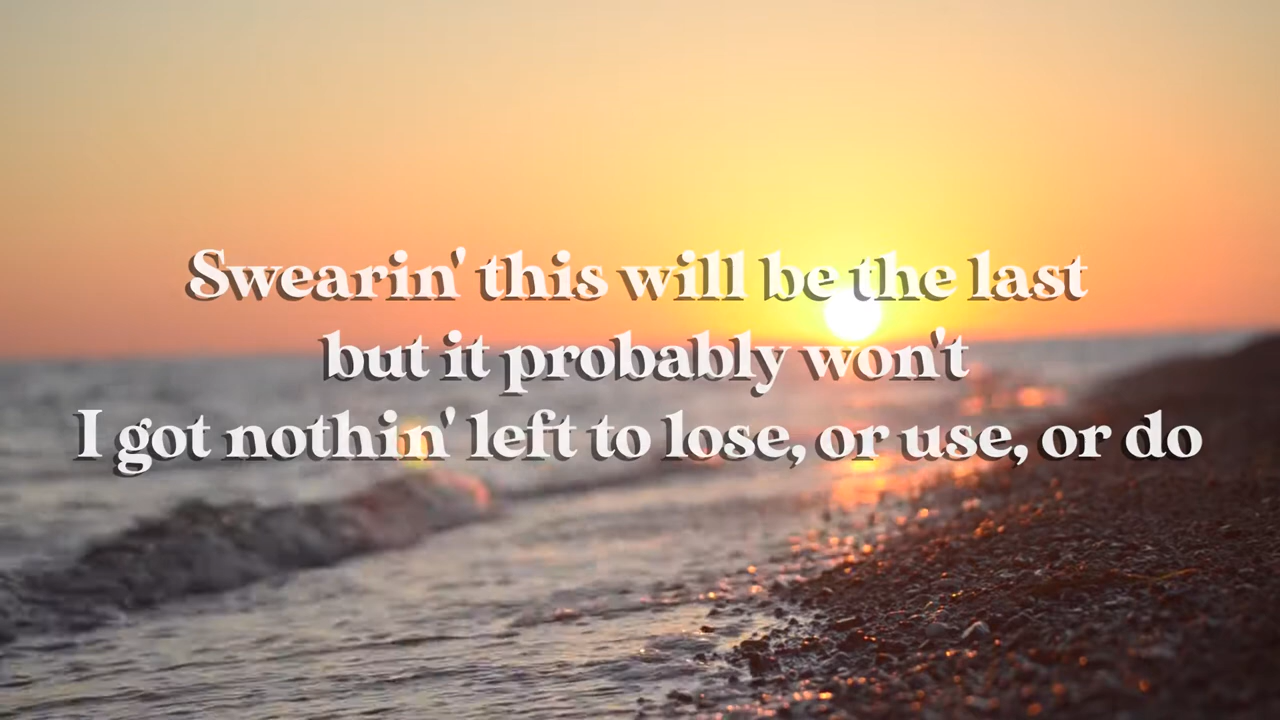 Swearin' this will be the last
but it probably won't
I got nothin' left to lose, or use, or do